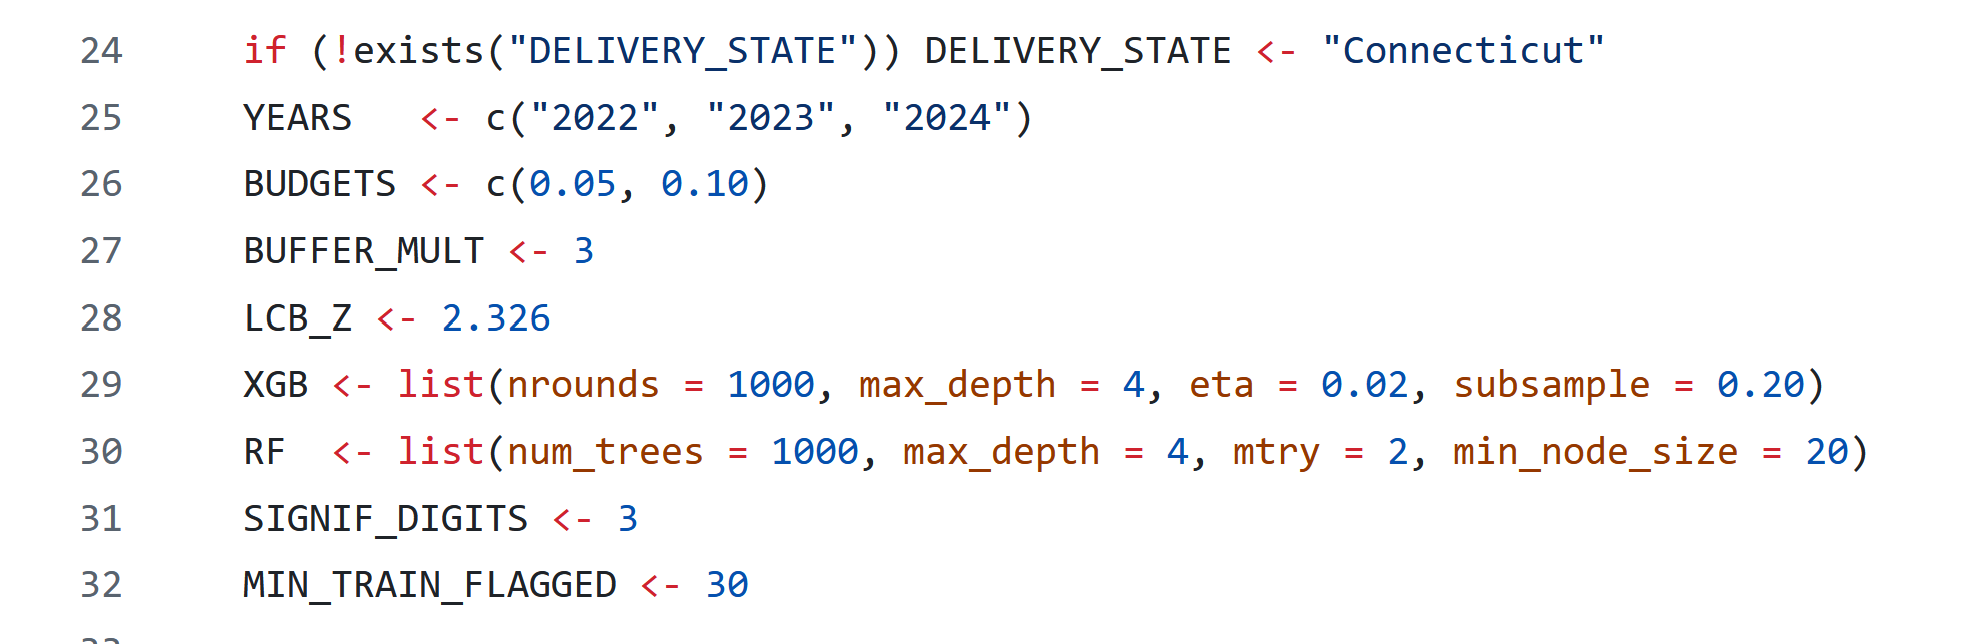 24 if (!exists("DELIVERY_STATE")) DELIVERY_STATE <- "Connecticut"
25 YEARS   <- c("2022", "2023", "2024")
26 BUDGETS <- c(0.05, 0.10)
27 BUFFER_MULT <- 3
28 LCB_Z <- 2.326
29 XGB <- list(nrounds = 1000, max_depth = 4, eta = 0.02, subsample = 0.20)
30 RF  <- list(num_trees = 1000, max_depth = 4, mtry = 2, min_node_size = 20)
31 SIGNIF_DIGITS <- 3
32 MIN_TRAIN_FLAGGED <- 30